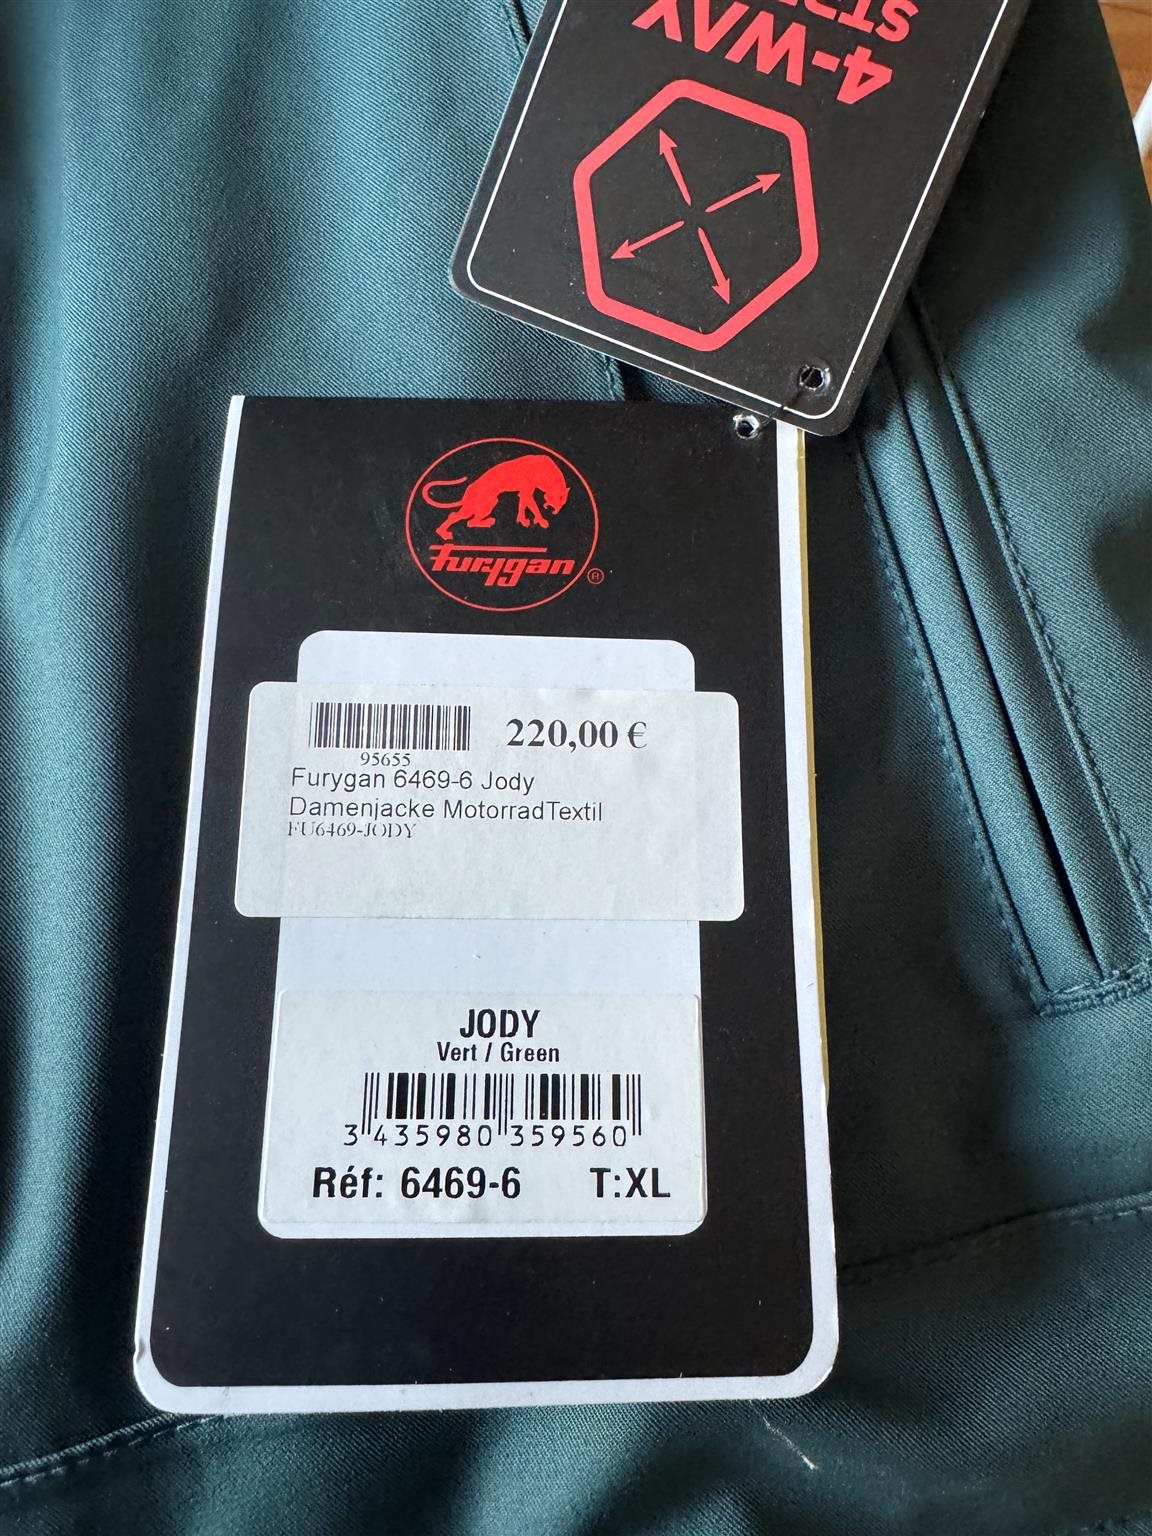 4-WAY
Furygan
®
220,00 €
95655
Furygan 6469-6 Jody
Damenjacke MotorradTextil
FU6469-JODY
JODY
Vert / Green
3 435980 359560
Réf: 6469-6 T:XL